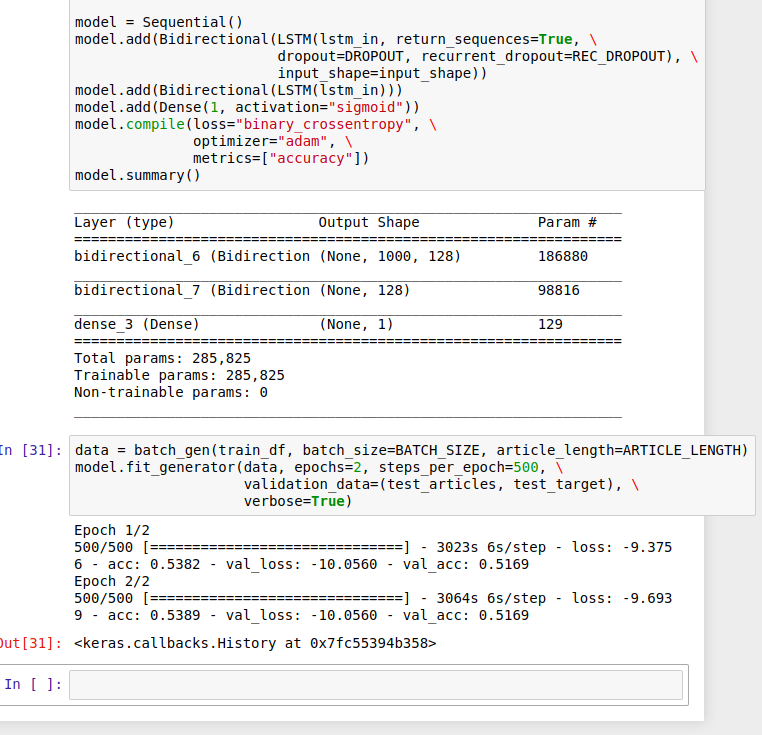 model = Sequential()
model.add(Bidirectional(LSTM(lstm_in, return_sequences=True, \
dropout=DROPOUT, recurrent_dropout=REC_DROPOUT), \
input_shape=input_shape))
model.add(Bidirectional(LSTM(lstm_in)))
model.add(Dense(1, activation="sigmoid"))
model.compile(loss="binary_crossentropy", \
optimizer="adam", \
metrics=["accuracy"])
model.summary()
_________________________________________________________________
Layer (type) Output Shape Param #
=================================================================
bidirectional_6 (Bidirection (None, 1000, 128) 186880
_________________________________________________________________
bidirectional_7 (Bidirection (None, 128) 98816
_________________________________________________________________
dense_3 (Dense) (None, 1) 129
=================================================================
Total params: 285,825
Trainable params: 285,825
Non-trainable params: 0
_________________________________________________________________
In [31]: data = batch_gen(train_df, batch_size=BATCH_SIZE, article_length=ARTICLE_LENGTH)
model.fit_generator(data, epochs=2, steps_per_epoch=500, \
validation_data=(test_articles, test_target), \
verbose=True)
Epoch 1/2
500/500 [==============================] - 3023s 6s/step - loss: -9.375
6 - acc: 0.5382 - val_loss: -10.0560 - val_acc: 0.5169
Epoch 2/2
500/500 [==============================] - 3064s 6s/step - loss: -9.693
9 - acc: 0.5389 - val_loss: -10.0560 - val_acc: 0.5169
Out[31]: <keras.callbacks.History at 0x7fc55394b358>
In [ ]: